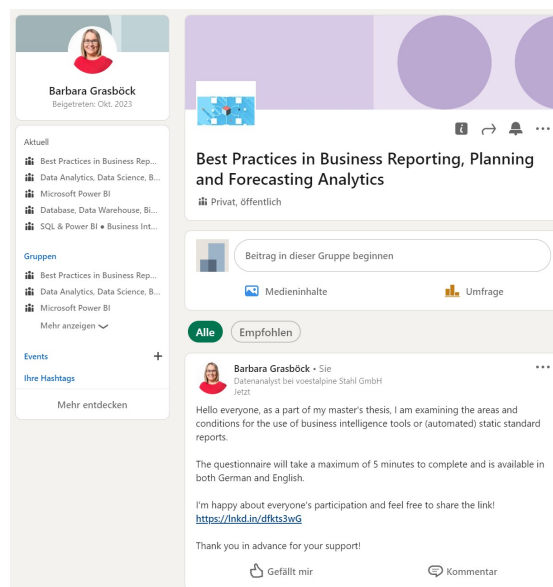 Barbara Grasböck
Beigetreten: Okt. 2023
Aktuell
Best Practices in Business Rep...
Data Analytics, Data Science, B...
Microsoft Power BI
Database, Data Warehouse, Bi...
SQL & Power BI ● Business Int...
Gruppen
Best Practices in Business Rep...
Data Analytics, Data Science, B...
Microsoft Power BI
Mehr anzeigen
Events
Ihre Hashtags
Mehr entdecken
Best Practices in Business Reporting, Planning
and Forecasting Analytics
Privat, öffentlich
Beitrag in dieser Gruppe beginnen
Medieninhalte
Umfrage
Alle
Empfohlen
Barbara Grasböck • Sie
Datenanalyst bei voestalpine Stahl GmbH
Jetzt
Hello everyone, as a part of my master's thesis, I am examining the areas and
conditions for the use of business intelligence tools or (automated) static standard
reports.
The questionnaire will take a maximum of 5 minutes to complete and is available in
both German and English.
I'm happy about everyone's participation and feel free to share the link!
https://lnkd.in/dfkts3wG
Thank you in advance for your support!
Gefällt mir
Kommentar